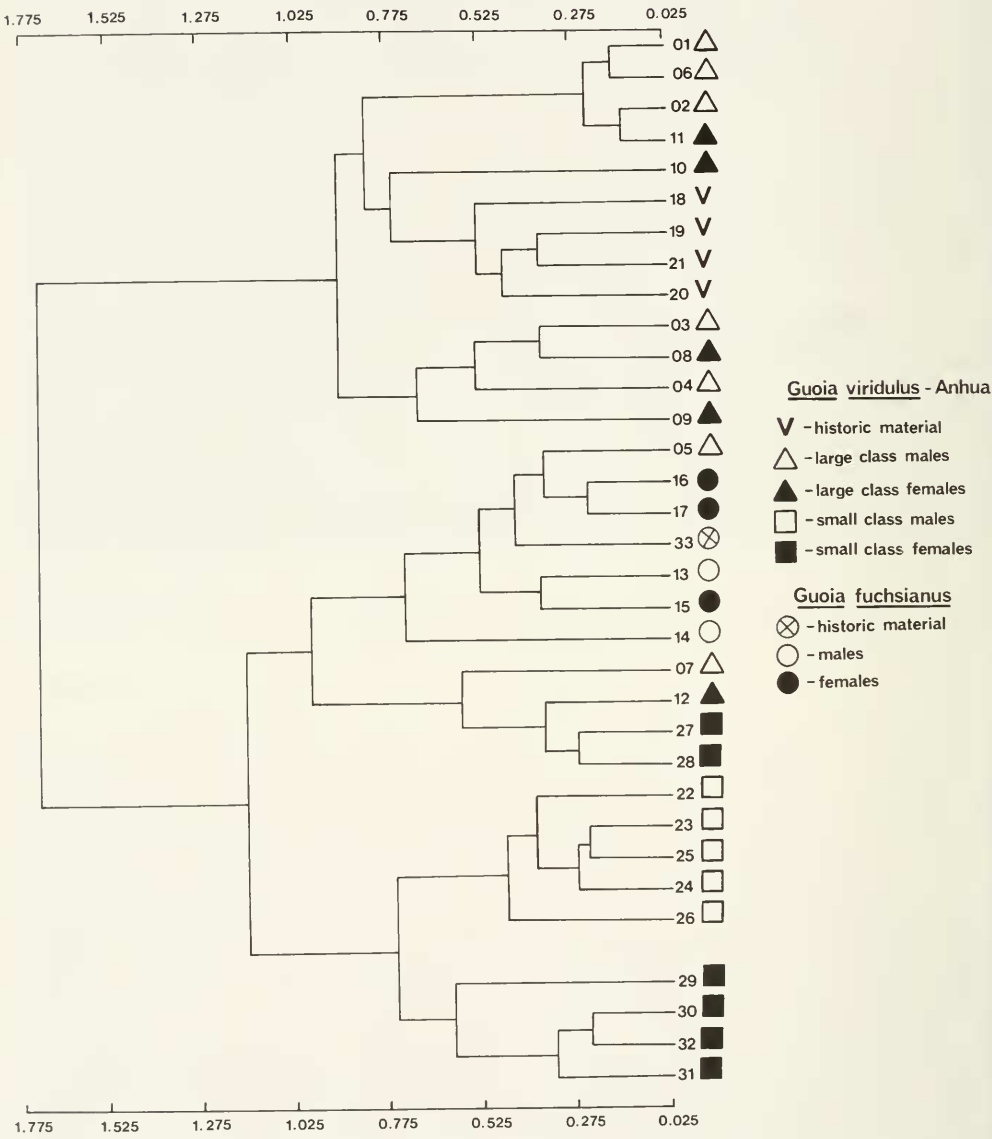 1.775 1.525 1.275 1.025 0.775 0.525 0.275 0.025
01
06
02
11
10
18 V
19 V
21 V
20 V
03
08
04
09
05
16
17
33
13
15
14
07
12
27
28
22
23
25
24
26
29
30
32
31
1.775 1.525 1.275 1.025 0.775 0.525 0.275 0.025
Guoia viridulus - Anhua
V - historic material
- large class males
- large class females
- small class males
- small class females
Guoia fuchsianus
- historic material
- males
- females